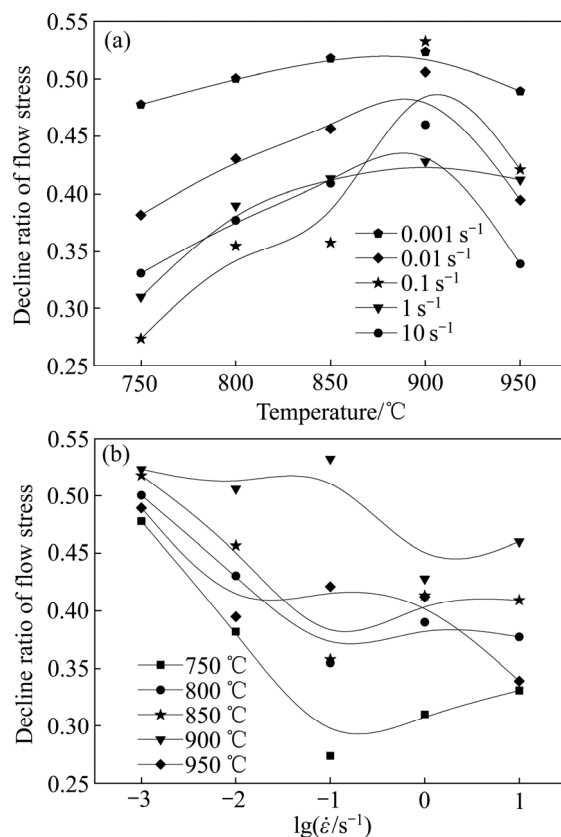 (a)
Decline ratio of flow stress
0.55
0.50
0.45
0.40
0.35
0.30
0.25
0.001 s⁻¹
0.01 s⁻¹
0.1 s⁻¹
1 s⁻¹
10 s⁻¹
750 800 850 900 950
Temperature/℃
(b)
Decline ratio of flow stress
0.55
0.50
0.45
0.40
0.35
0.30
0.25
750 ℃
800 ℃
850 ℃
900 ℃
950 ℃
−3 −2 −1 0 1
lg(ε̇/s⁻¹)